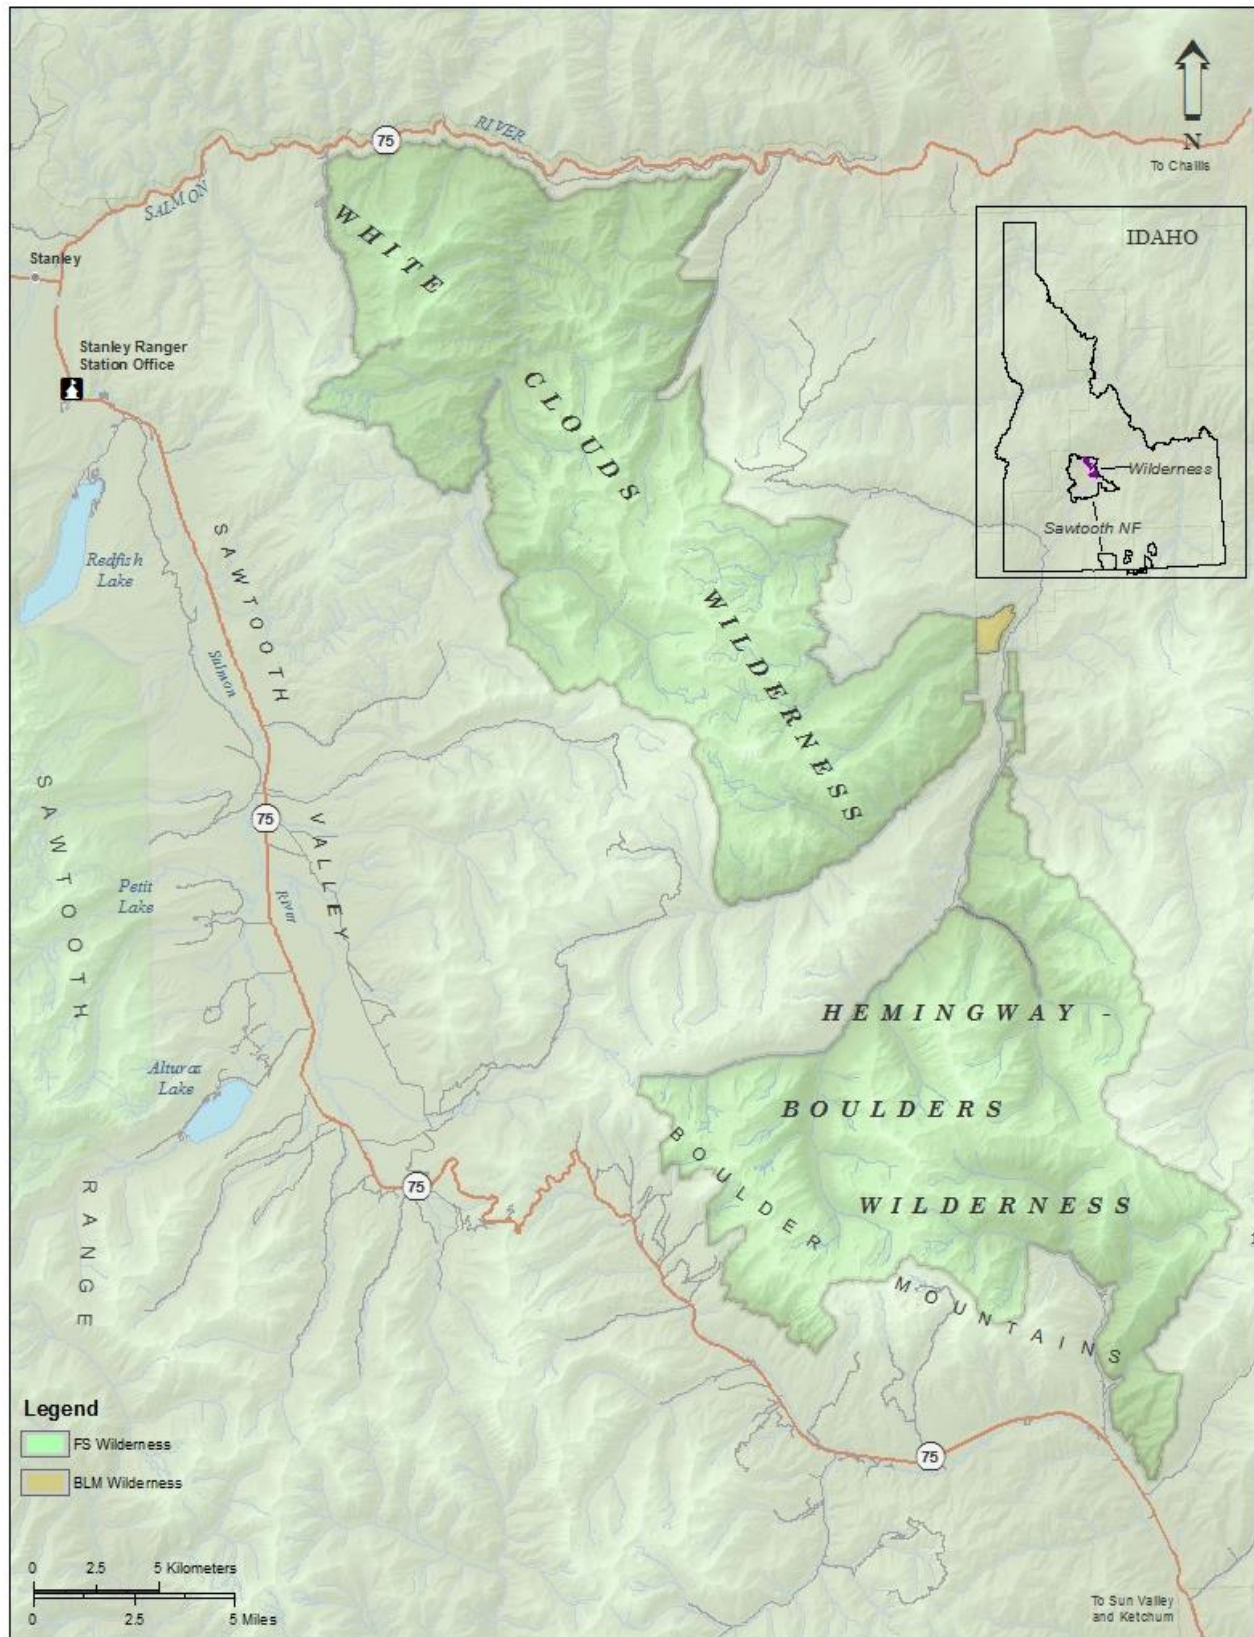 75
RIVER
SALMON
N
To Challis
IDAHO
Wilderness
Sawtooth NF
Stanley
Stanley Ranger
Station Office
WHITE
CLOUDS
WILDERNESS
Redfish
Lake
SAWTOOTH
VALLEY
Salmon
River
75
SAWTOOTH
RANGE
Petit
Lake
Alturas
Lake
75
HEMINGWAY -
BOULDERS
WILDERNESS
BOULDER
MOUNTAINS
75
Legend
FS Wilderness
BLM Wilderness
0 2.5 5 Kilometers
0 2.5 5 Miles
To Sun Valley
and Ketchum